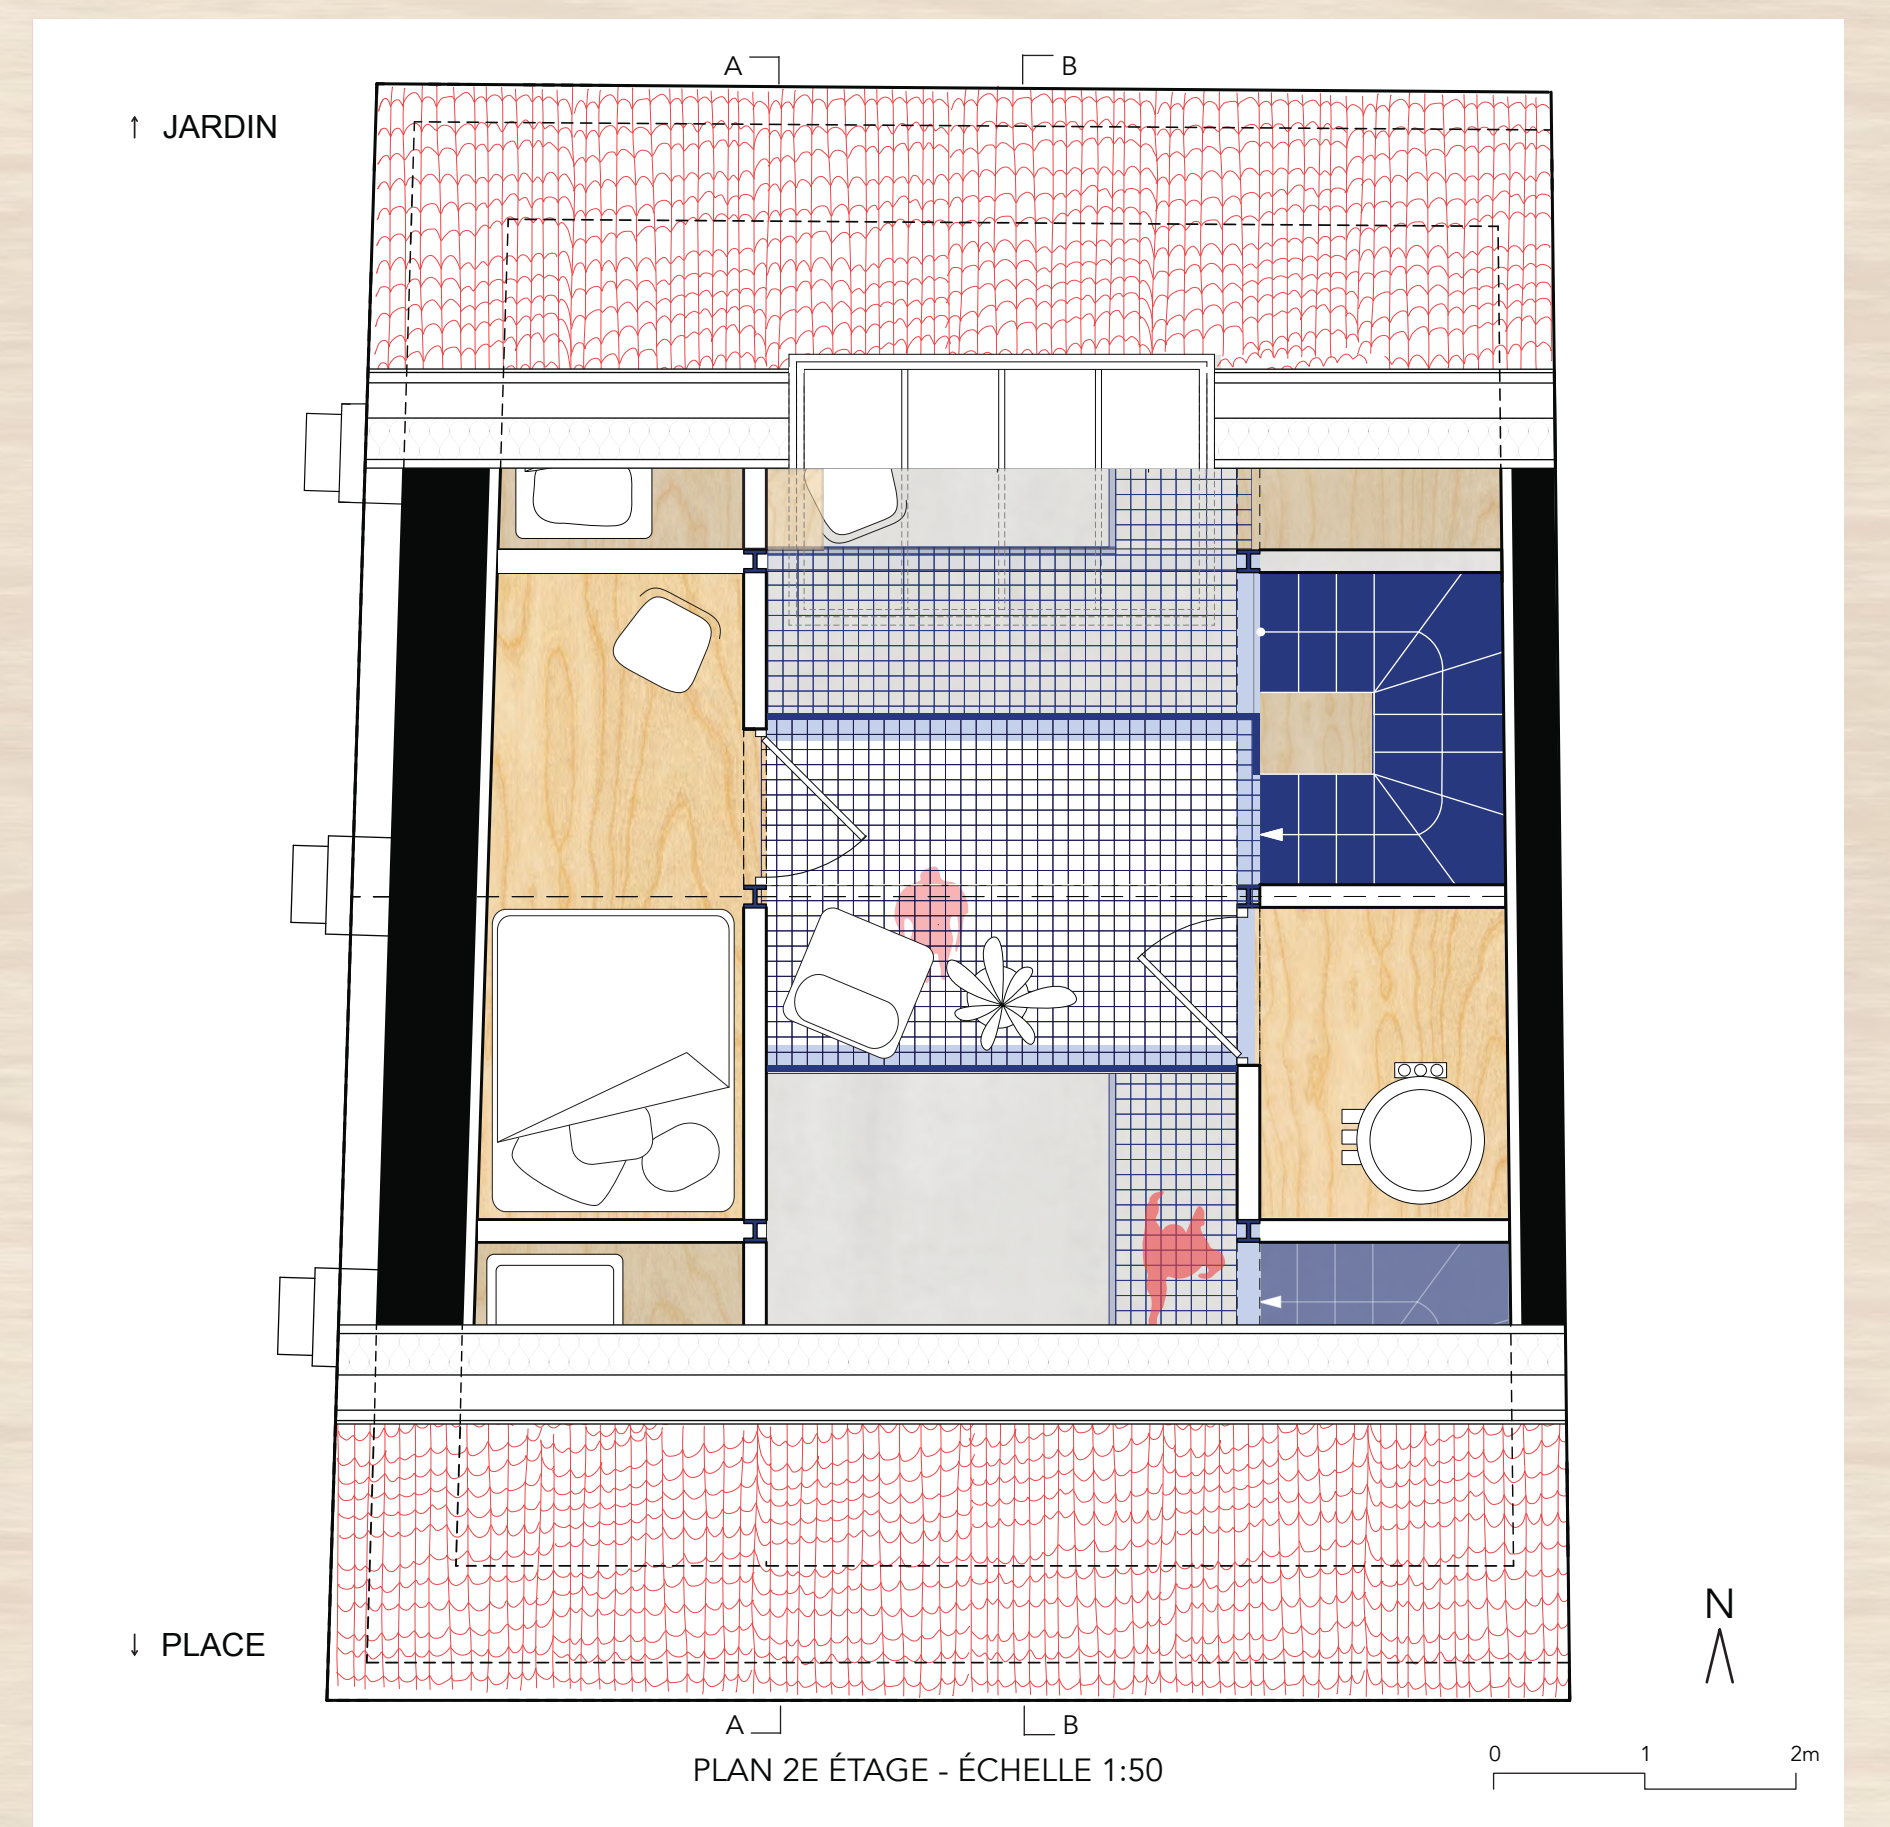 A B
↑ JARDIN
↓ PLACE
N
A B
PLAN 2E ÉTAGE - ÉCHELLE 1:50
0 1 2m